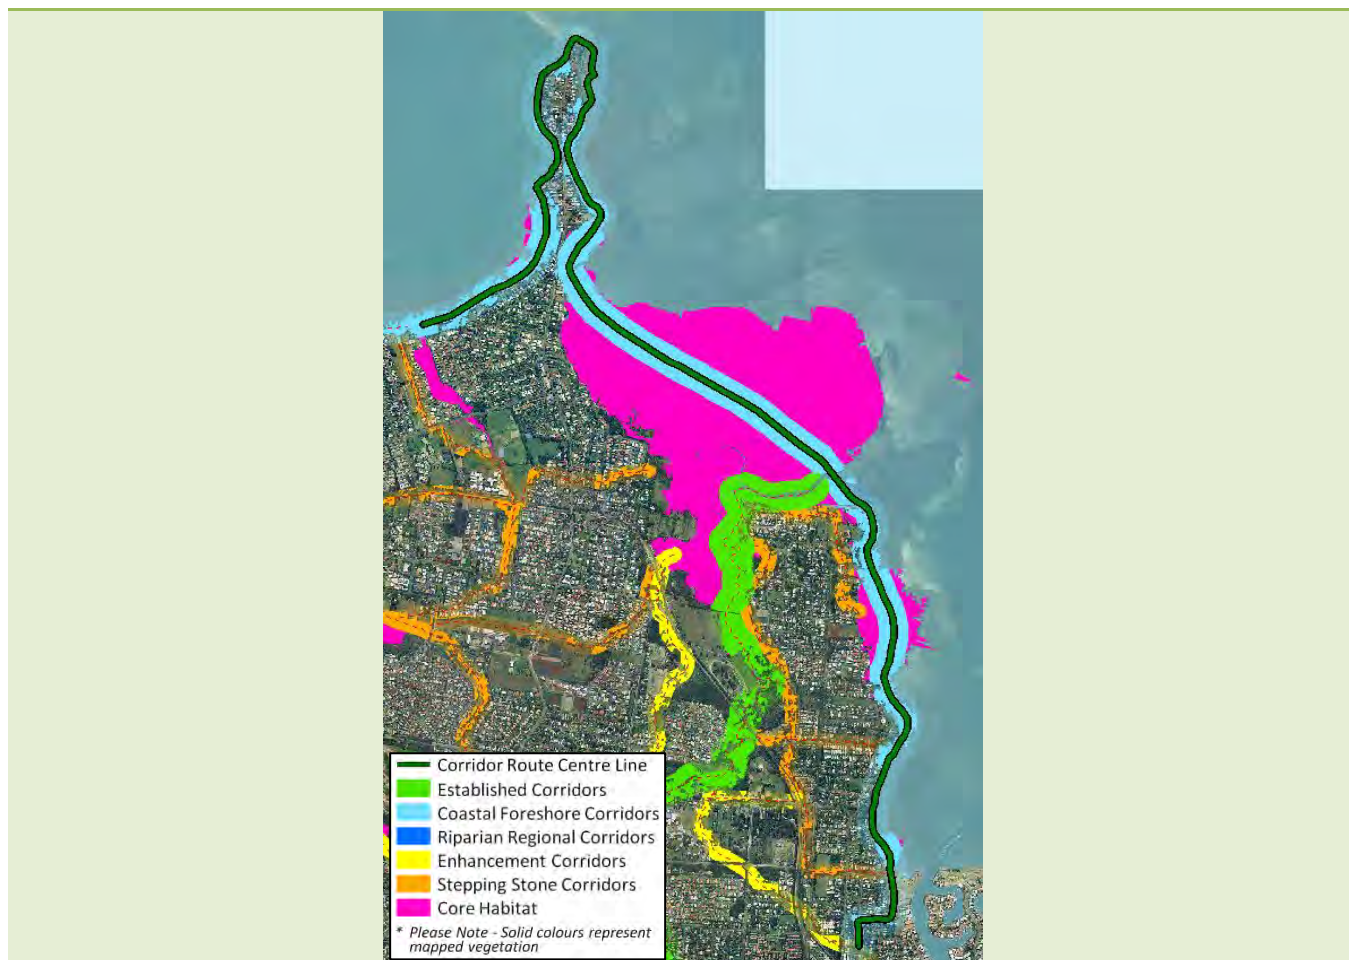 Corridor Route Centre Line
Established Corridors
Coastal Foreshore Corridors
Riparian Regional Corridors
Enhancement Corridors
Stepping Stone Corridors
Core Habitat
* Please Note - Solid colours represent
mapped vegetation